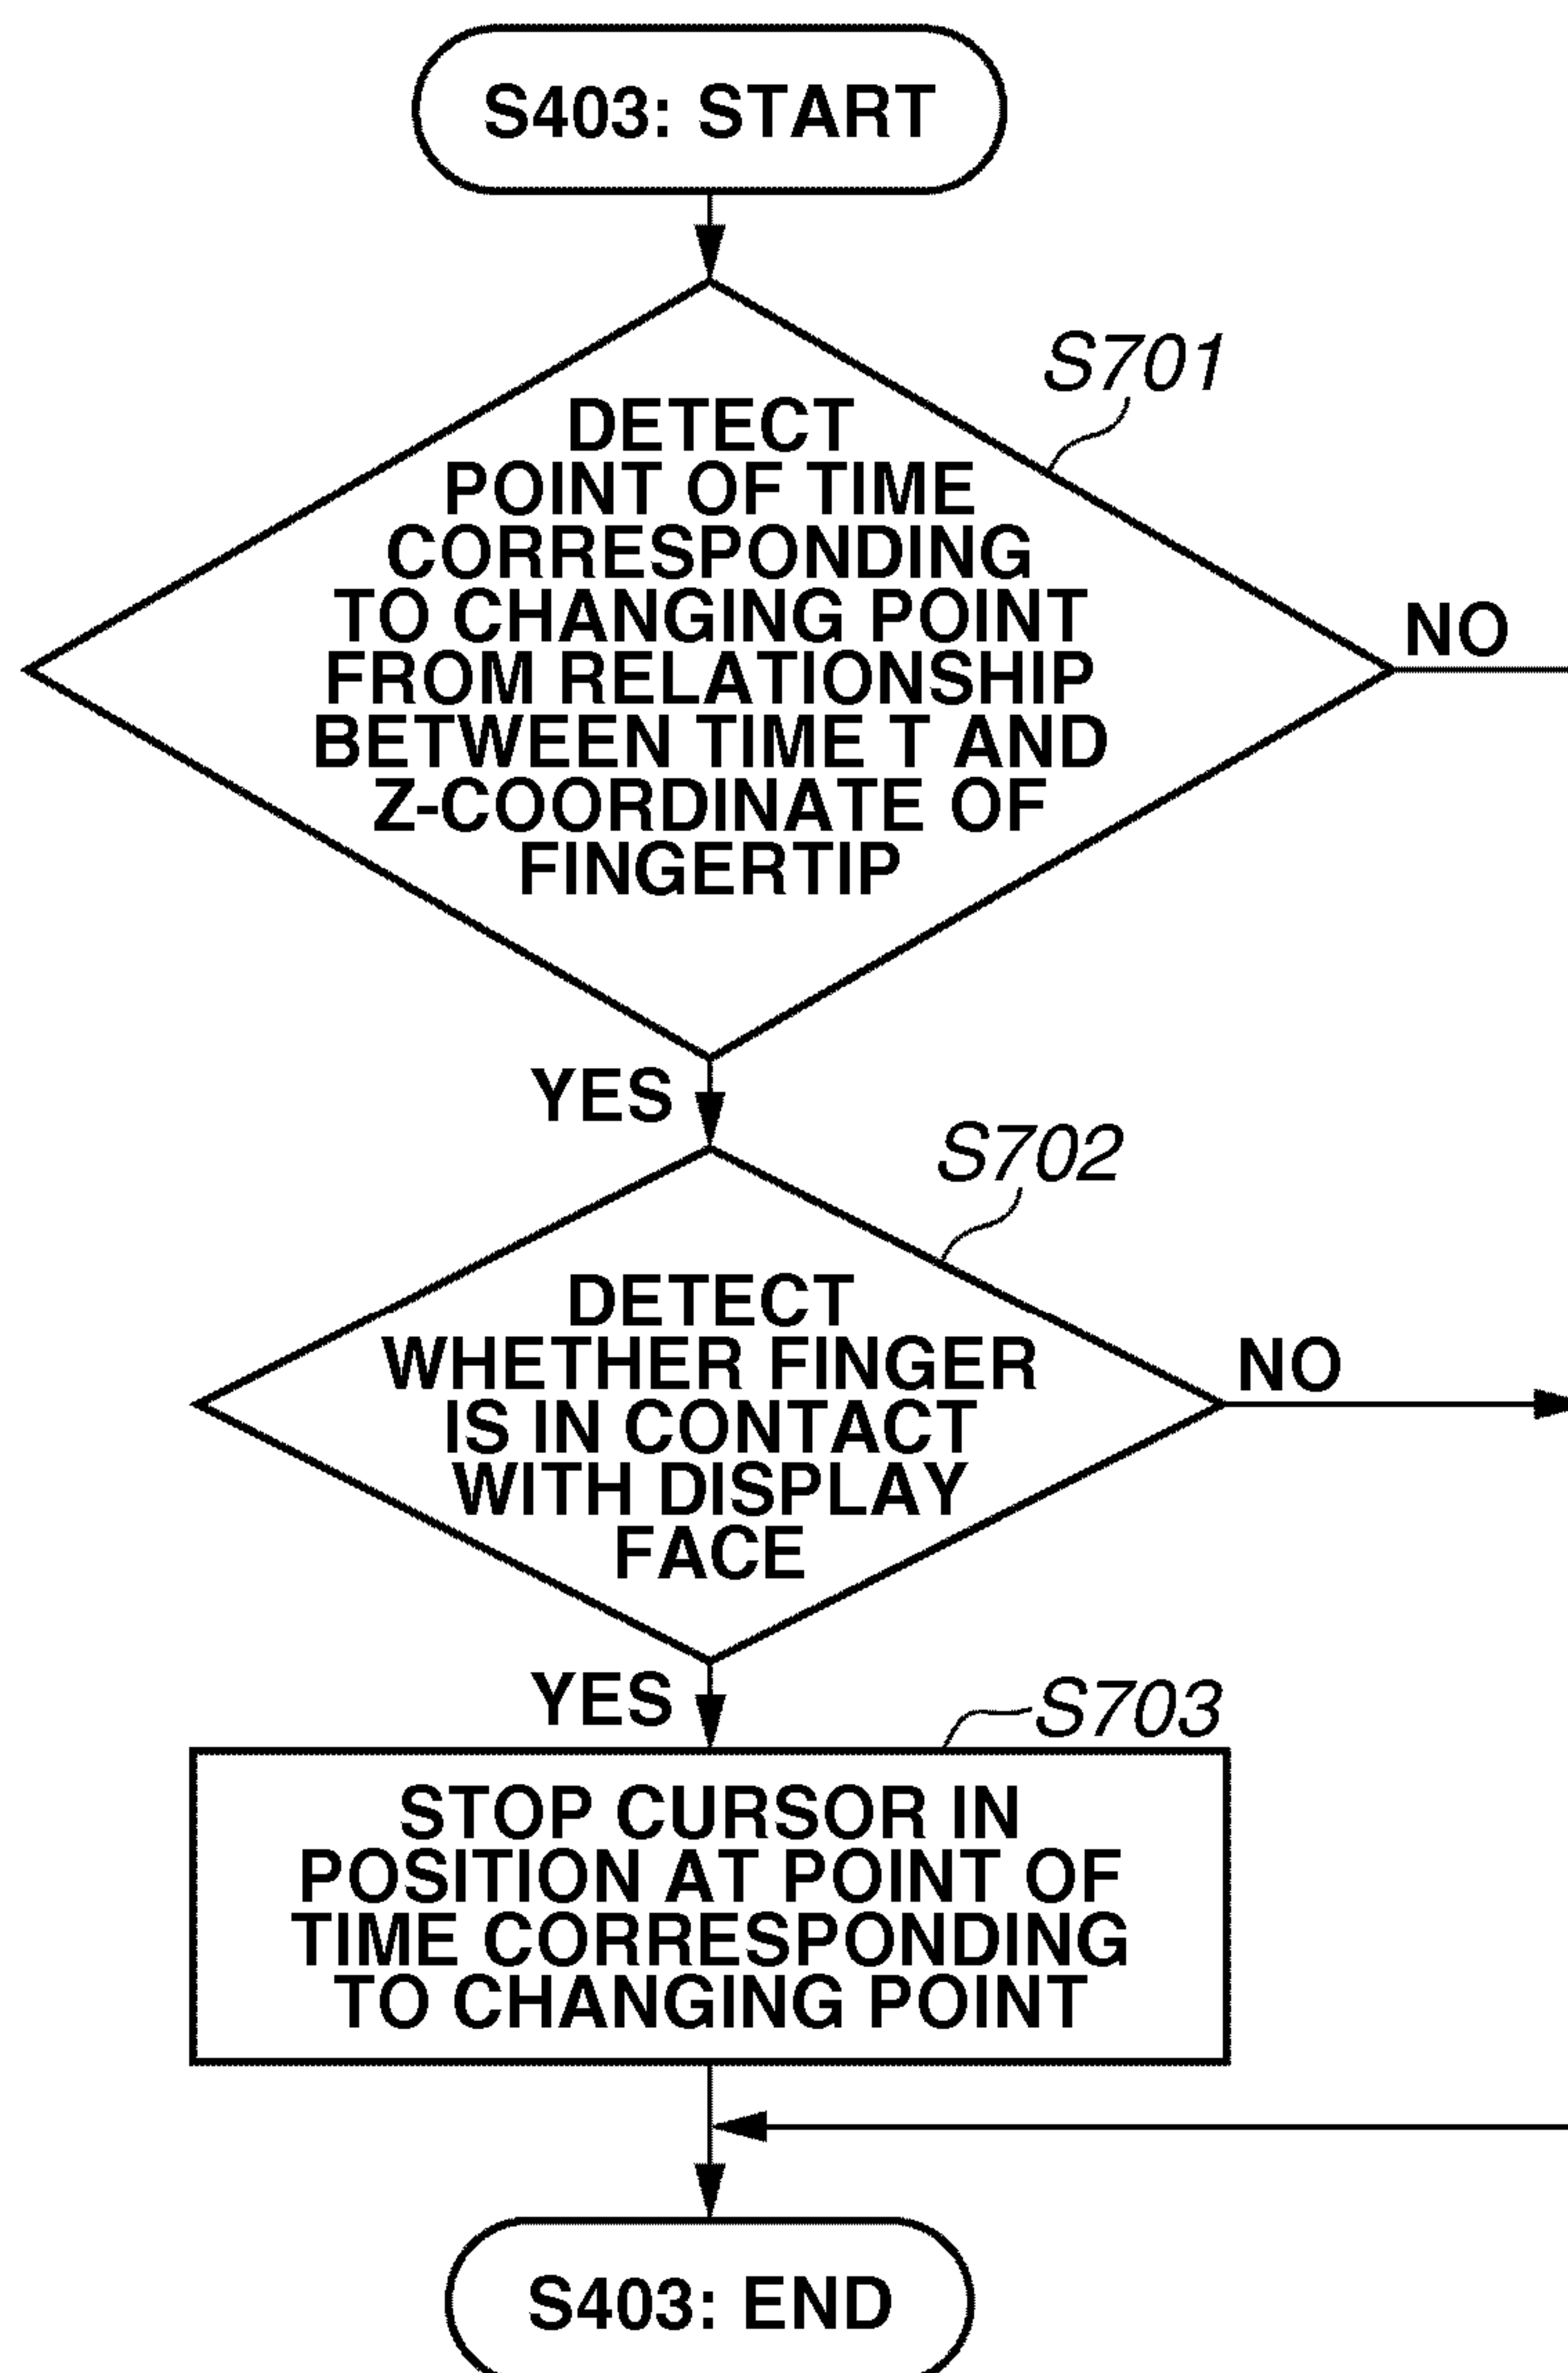 S403: START
S701
DETECT
POINT OF TIME
CORRESPONDING
TO CHANGING POINT
FROM RELATIONSHIP
BETWEEN TIME T AND
Z-COORDINATE OF
FINGERTIP
NO
YES
S702
DETECT
WHETHER FINGER
IS IN CONTACT
WITH DISPLAY
FACE
NO
YES
S703
STOP CURSOR IN
POSITION AT POINT OF
TIME CORRESPONDING
TO CHANGING POINT
S403: END